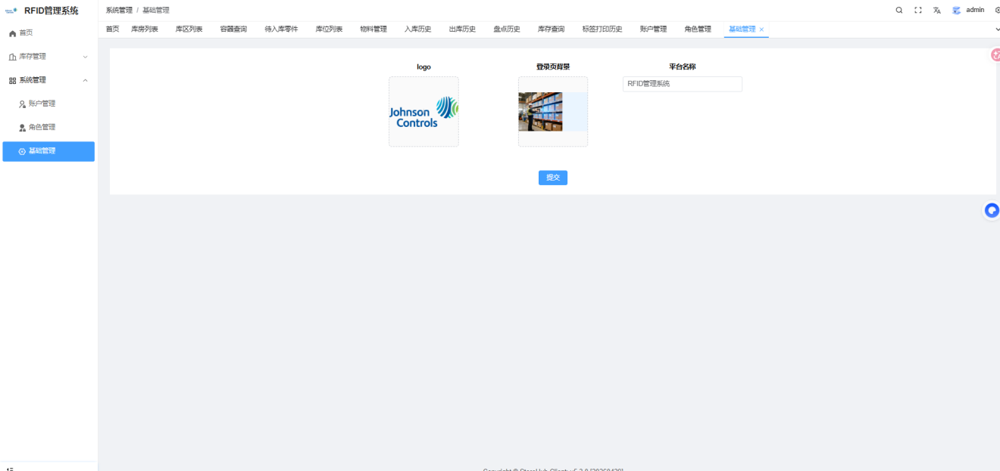 RFID管理系统
系统管理 / 基础管理
admin
首页 库房列表 库区列表 容器查询 待入库零件 库位列表 物料管理 入库历史 出库历史 盘点历史 库存查询 标签打印历史 账户管理 角色管理 基础管理 ×
首页
库存管理
系统管理
账户管理
角色管理
基础管理
logo
登录页背景
平台名称
RFID管理系统
Johnson
Controls
提交